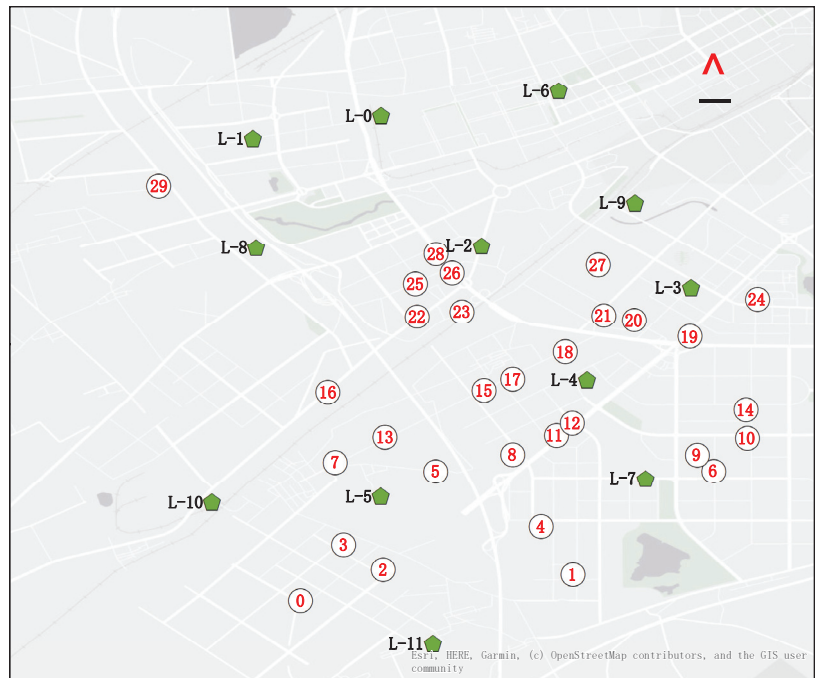 ^
L-6
L-0
L-1
29
L-9
L-8
28
L-2
27
26
25
L-3
24
23
22
21
20
19
18
17
L-4
15
16
14
12
11
13
10
8
9
7
5
6
L-7
L-5
L-10
4
3
2
1
0
L-11
Esri, HERE, Garmin, (c) OpenStreetMap contributors, and the GIS user
community